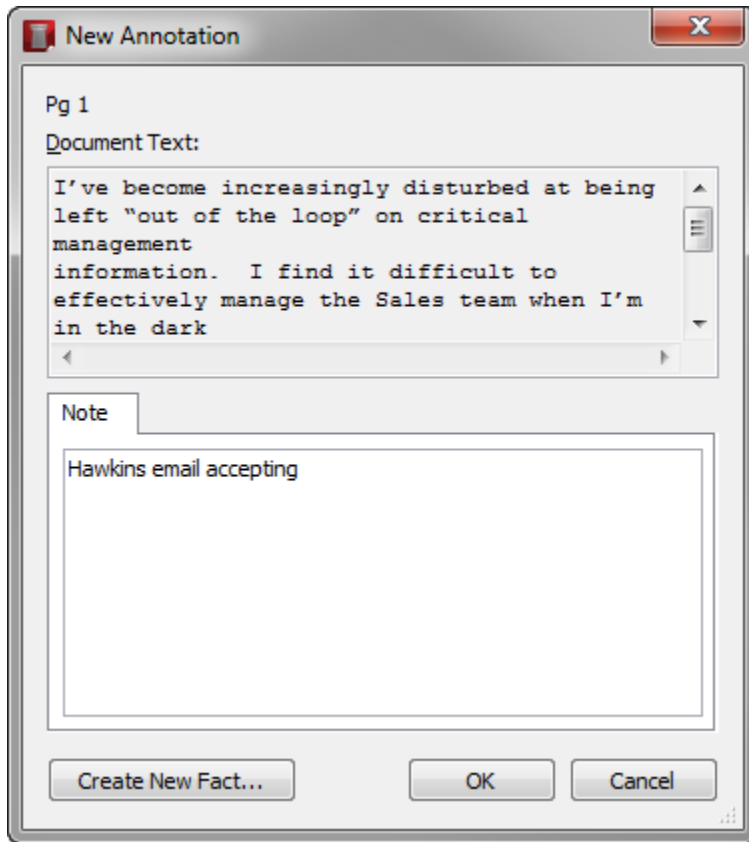 New Annotation
Pg 1
Document Text:
I’ve become increasingly disturbed at being
left “out of the loop” on critical
management
information.  I find it difficult to
effectively manage the Sales team when I’m
in the dark
Note
Hawkins email accepting
Create New Fact...
OK
Cancel